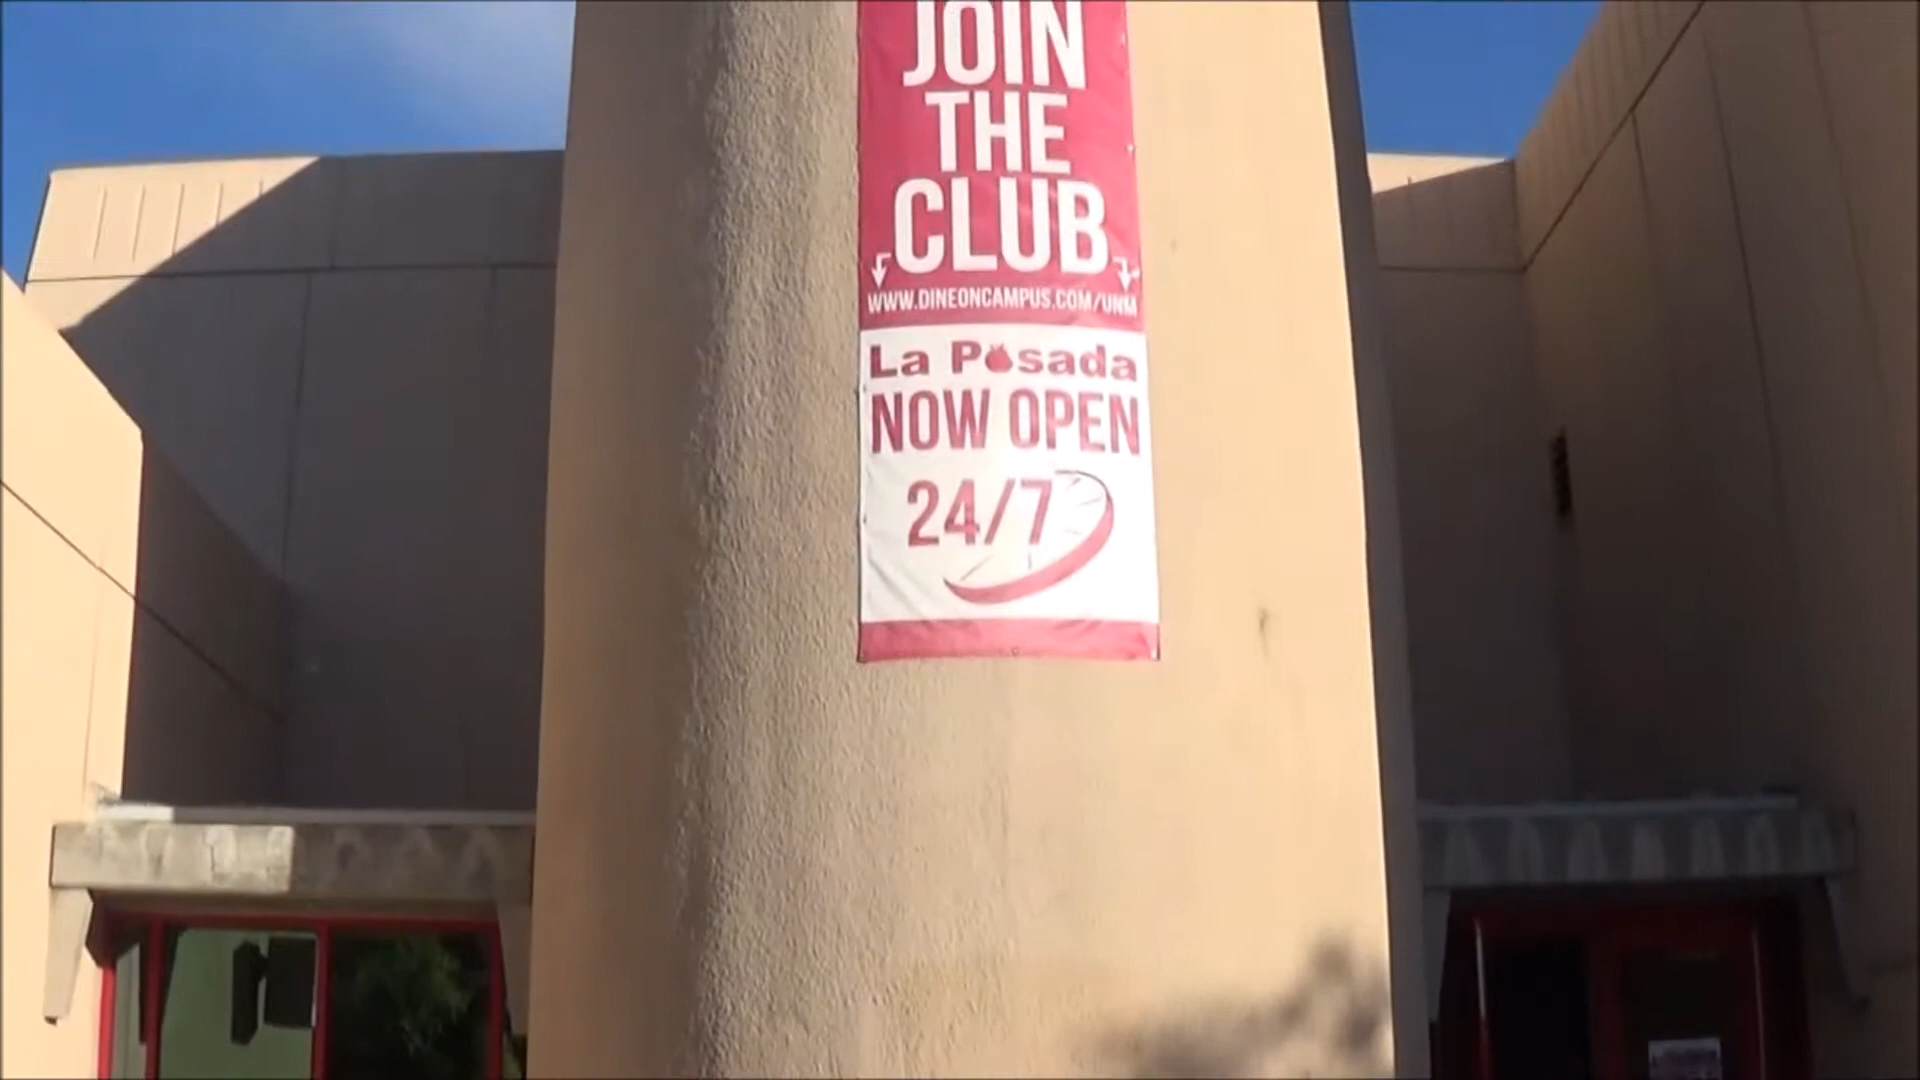 JOIN
THE
CLUB
WWW.DINEONCAMPUS.COM/UNM
La Posada
NOW OPEN
24/7